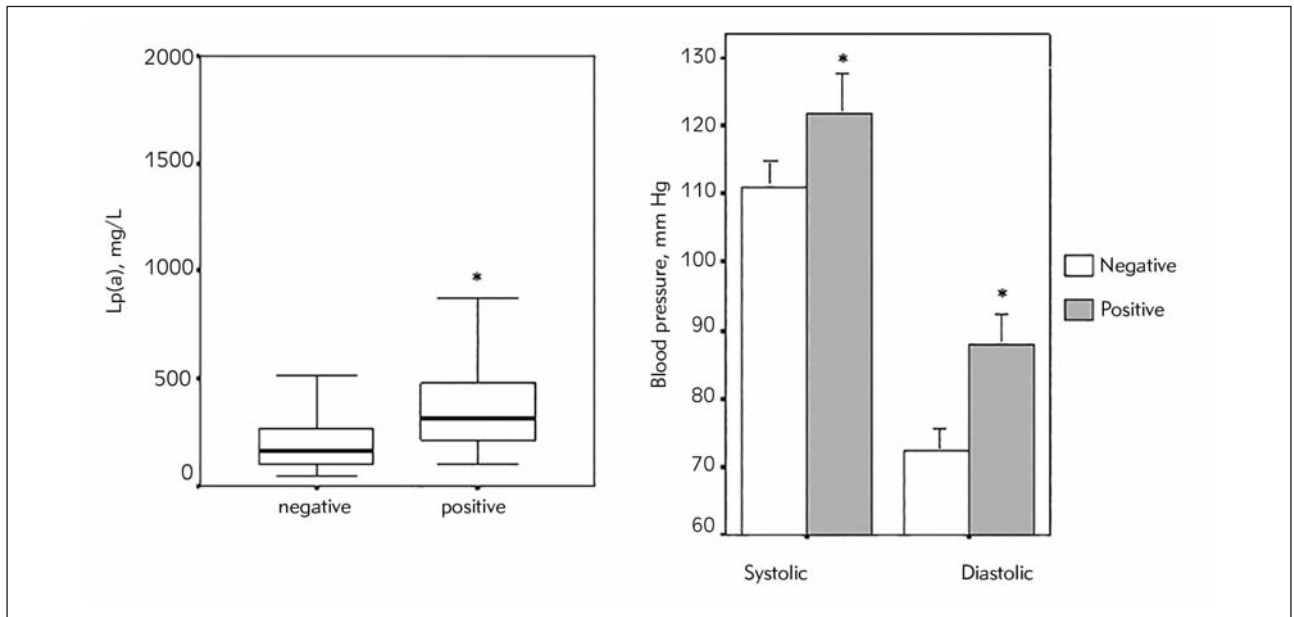 2000
1500
1000
500
0
Lp(a), mg/L
*
negative positive
130
120
110
100
90
80
70
60
Blood pressure, mm Hg
*
*
Systolic Diastolic
Negative
Positive